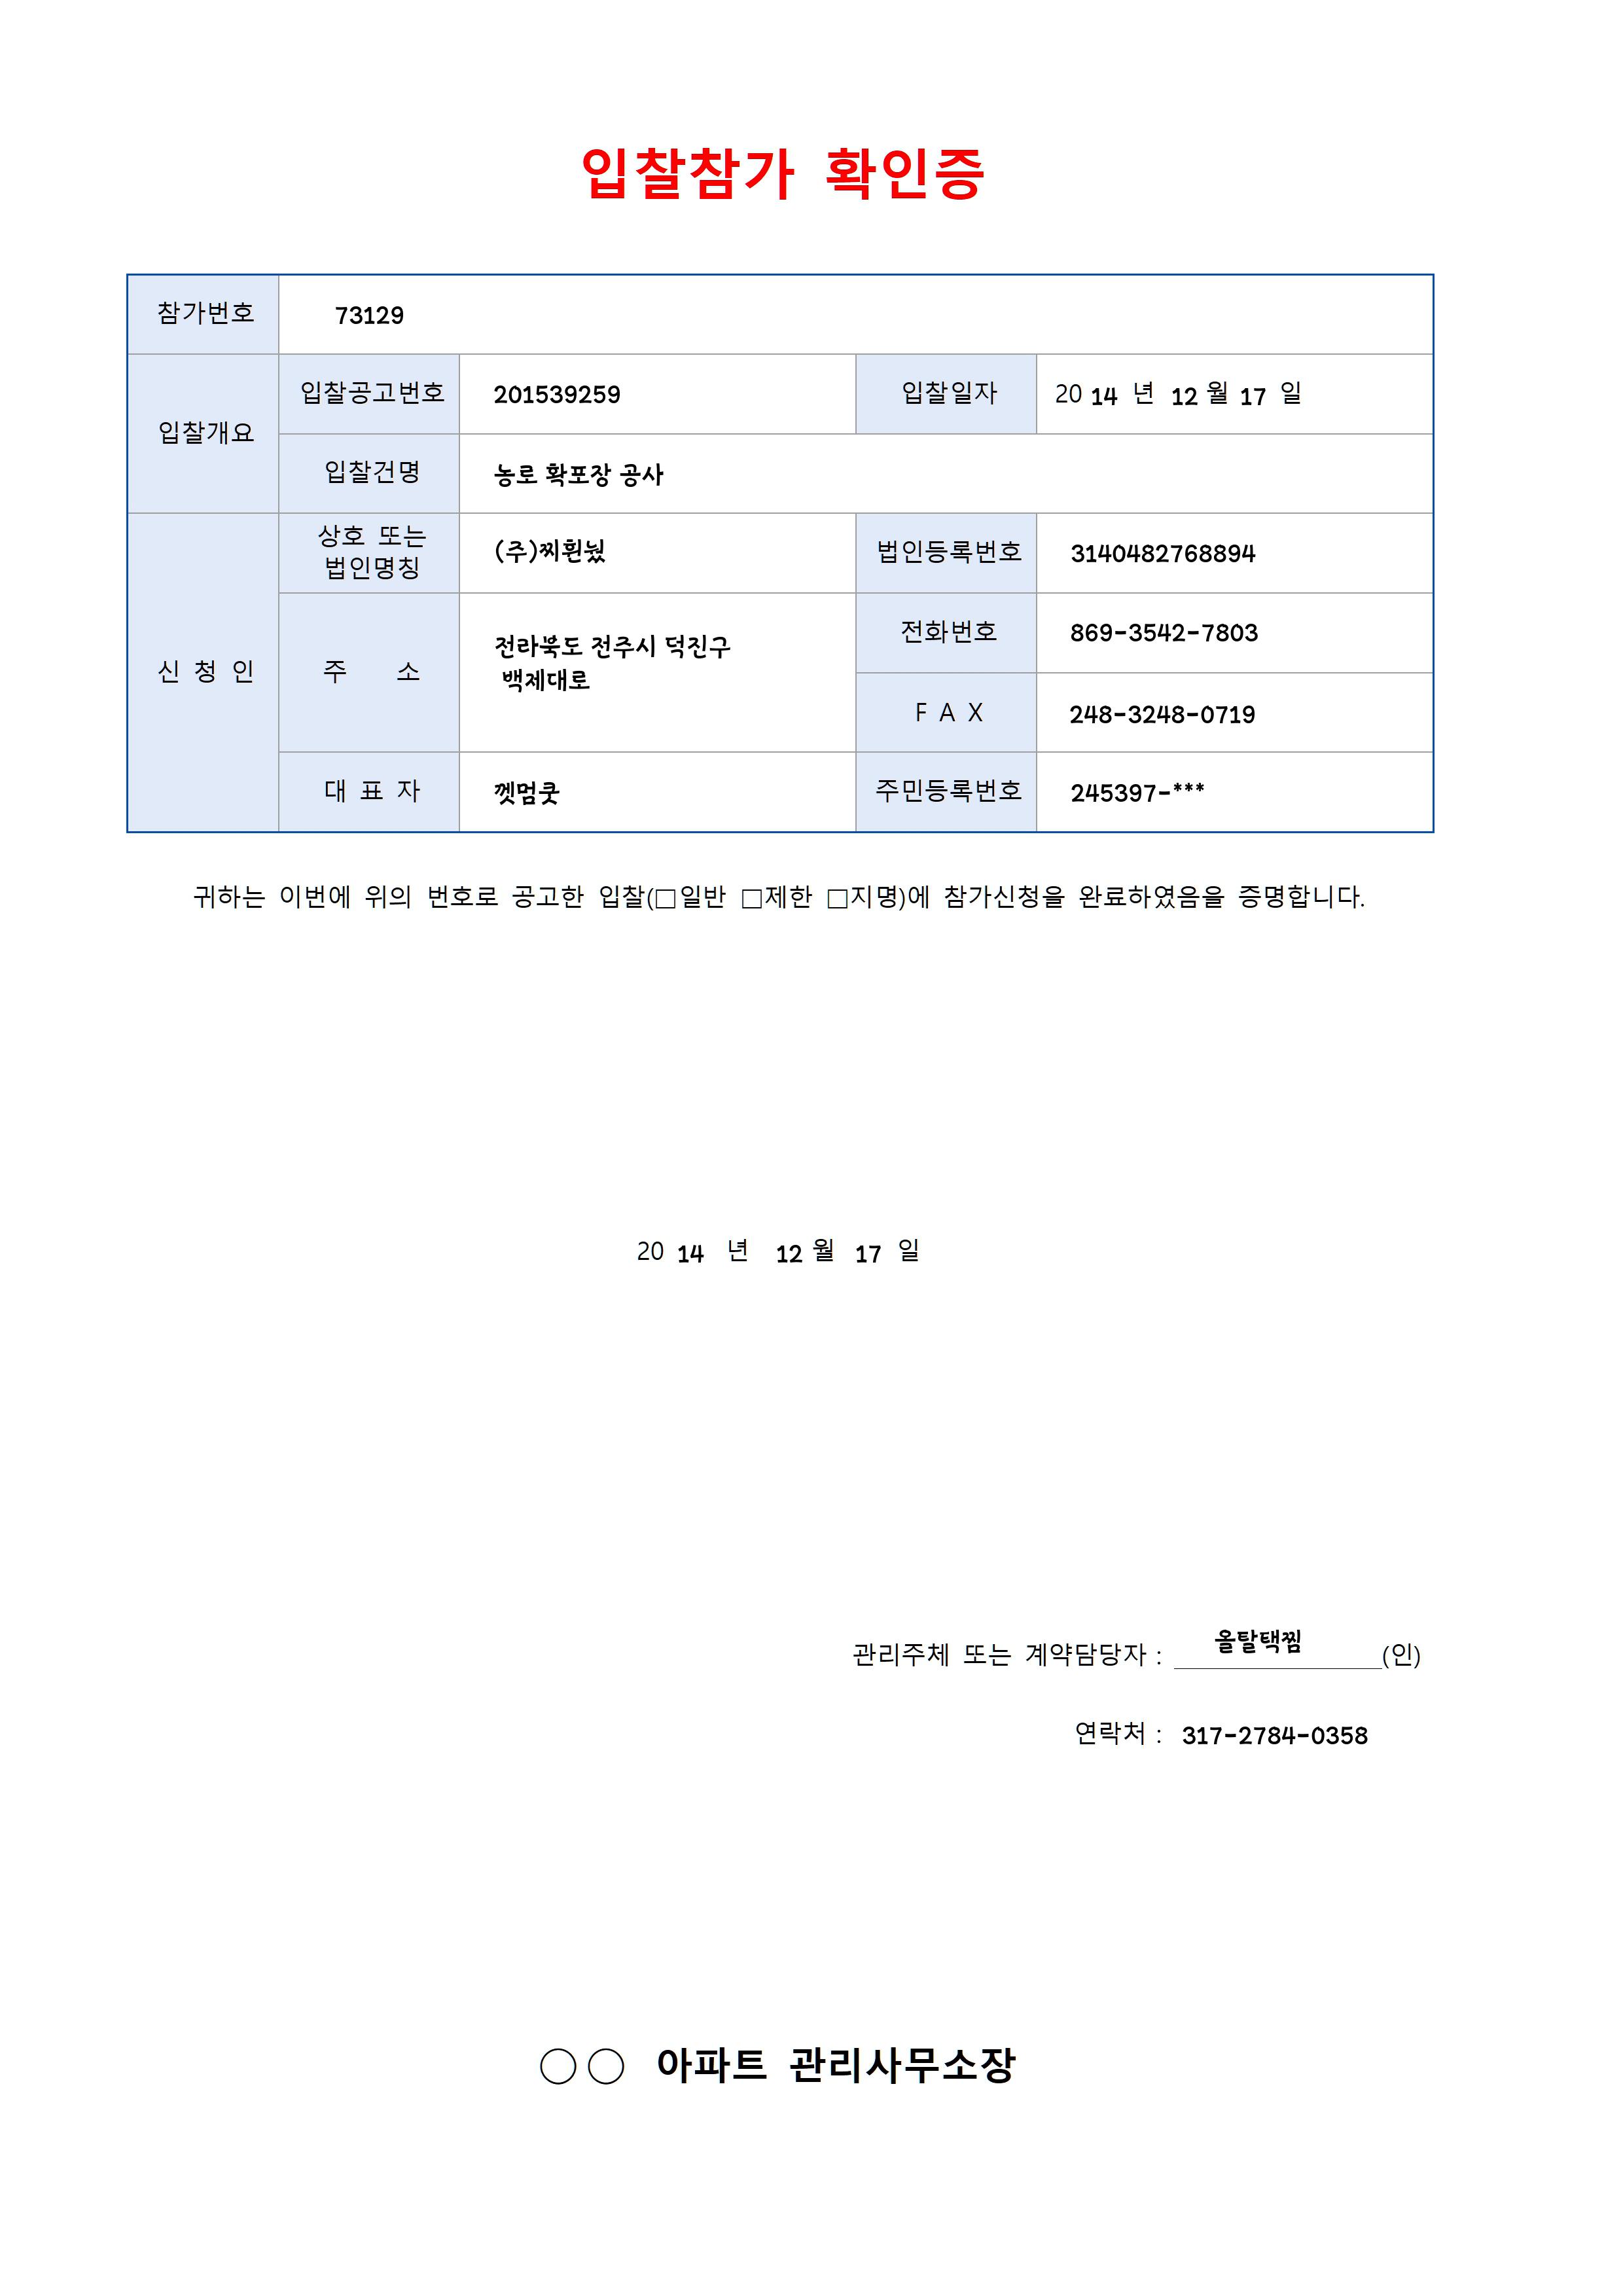 입찰참가 확인증
참가번호 73129
입찰개요
입찰공고번호 201539259 입찰일자 20 14 년 12 월 17 일
입찰건명 농로 확포장 공사
신 청 인
상호 또는
법인명칭
법인등록번호 3140482768894
주 소
전라북도 전주시 덕진구
백제대로
전화번호 869-3542-7803
F A X 248-3248-0719
대 표 자
주민등록번호 245397-***
귀하는 이번에 위의 번호로 공고한 입찰(□일반 □제한 □지명)에 참가신청을 완료하였음을 증명합니다.
20 14 년 12 월 17 일
관리주체 또는 계약담당자 : 올탈택찜 (인)
연락처 : 317-2784-0358
○○ 아파트 관리사무소장